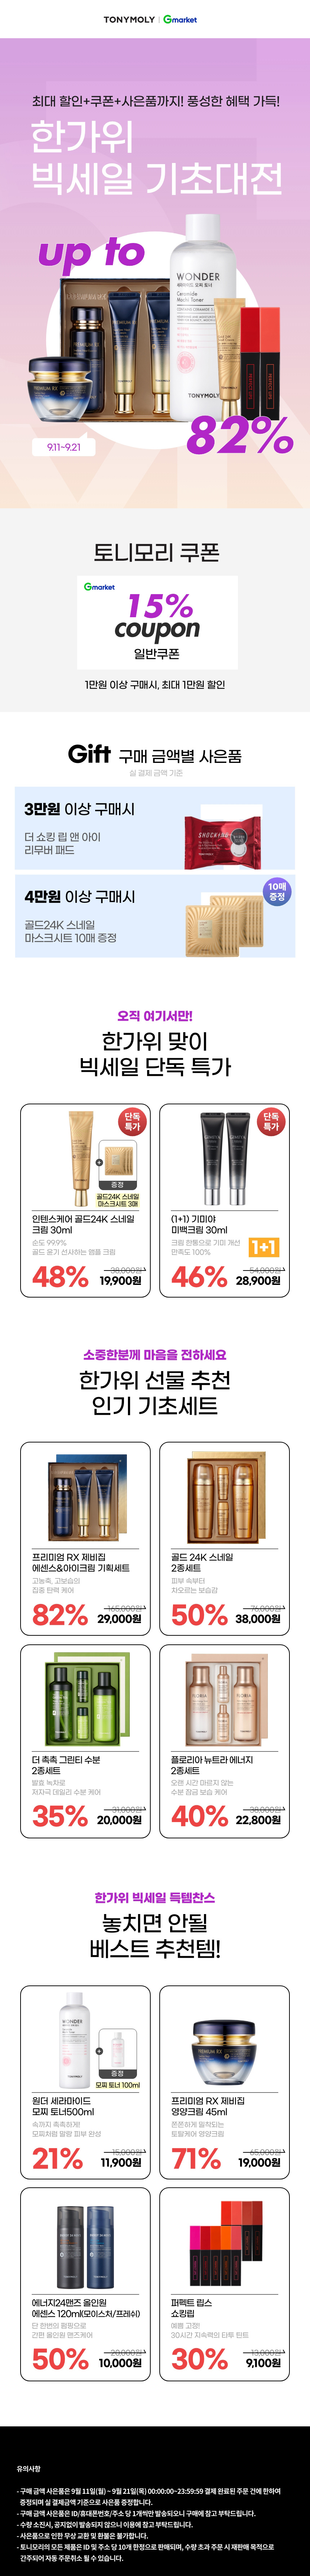 TONYMOLY | Gmarket
최대 할인+쿠폰+사은품까지! 풍성한 혜택 가득!
한가위
빅세일 기초대전
up to
WONDER
Ceramide
Mochi Toner
TONYMOLY
PREMIUM RX
82%
9.11~9.21
토니모리 쿠폰
Gmarket
15%
coupon
일반쿠폰
1만원 이상 구매시, 최대 1만원 할인
Gift 구매 금액별 사은품
실 결제 금액 기준
3만원 이상 구매시
더 쇼킹 립 앤 아이
리무버 패드
4만원 이상 구매시
골드24K 스네일
마스크시트 10매 증정
10매
증정
오직 여기서만!
한가위 맞이
빅세일 단독 특가
단독
특가
증정
골드24K 스네일
마스크시트 3매
인텐스케어 골드24K 스네일
크림 30ml
순도 99.9%
골드 윤기 선사하는 앰플 크림
48% 38,000원
19,900원
단독
특가
(1+1) 기미야
미백크림 30ml
크림 한통으로 기미 개선
만족도 100%
1+1
46% 54,000원
28,900원
소중한분께 마음을 전하세요
한가위 선물 추천
인기 기초세트
프리미엄 RX 제비집
에센스&아이크림 기획세트
고농축, 고보습의
집중 탄력 케어
82% 165,000원
29,000원
골드 24K 스네일
2종세트
피부 속부터
차오르는 보습감
50% 76,000원
38,000원
더 촉촉 그린티 수분
2종세트
발효 녹차로
저자극 데일리 수분 케어
35% 31,000원
20,000원
플로리아 뉴트라 에너지
2종세트
오랜 시간 마르지 않는
수분 잠금 보습 케어
40% 38,000원
22,800원
한가위 빅세일 득템찬스
놓치면 안될
베스트 추천템!
WONDER
증정
모찌 토너 100ml
원더 세라마이드
모찌 토너500ml
속까지 촉촉하게!
모찌처럼 말랑 피부 완성
21% 15,000원
11,900원
프리미엄 RX 제비집
영양크림 45ml
쫀쫀하게 밀착되는
토탈케어 영양크림
71% 65,000원
19,000원
에너지24맨즈 올인원
에센스 120ml(모이스처/프레쉬)
단 한번의 펌핑으로
간편 올인원 맨즈케어
50% 20,000원
10,000원
퍼펙트 립스
쇼킹립
예쁨 고정!
30시간 지속력의 타투 틴트
30% 13,000원
9,100원
유의사항
- 구매 금액 사은품은 9월 11일(월) ~ 9월 21일(목) 00:00:00~23:59:59 결제 완료된 주문 건에 한하여
증정되며 실 결제금액 기준으로 사은품 증정합니다.
- 구매 금액 사은품은 ID/휴대폰번호/주소 당 1개씩만 발송되오니 구매에 참고 부탁드립니다.
- 수량 소진시, 공지없이 발송되지 않으니 이용에 참고 부탁드립니다.
- 사은품으로 인한 무상 교환 및 환불은 불가합니다.
- 토니모리의 모든 제품은 ID 및 주소 당 10개 한정으로 판매되며, 수량 초과 주문 시 재판매 목적으로
간주되어 자동 주문취소 될 수 있습니다.